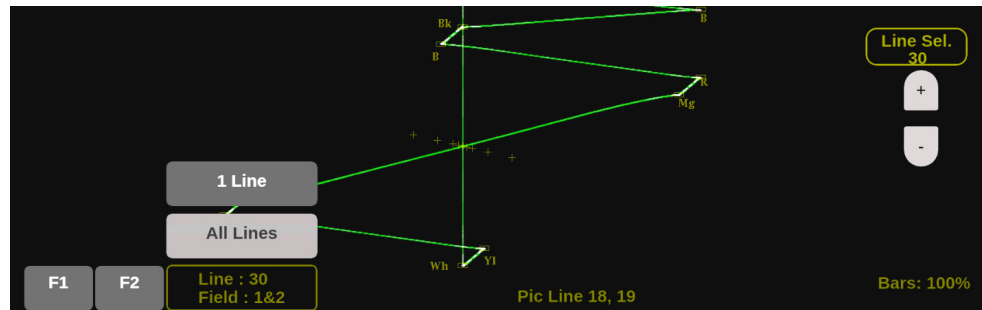 B
Bk
B
Line Sel.
30
+
R
Mg
-
1 Line
All Lines
Wh
Yl
F1
F2
Line : 30
Field : 1&2
Pic Line 18, 19
Bars: 100%